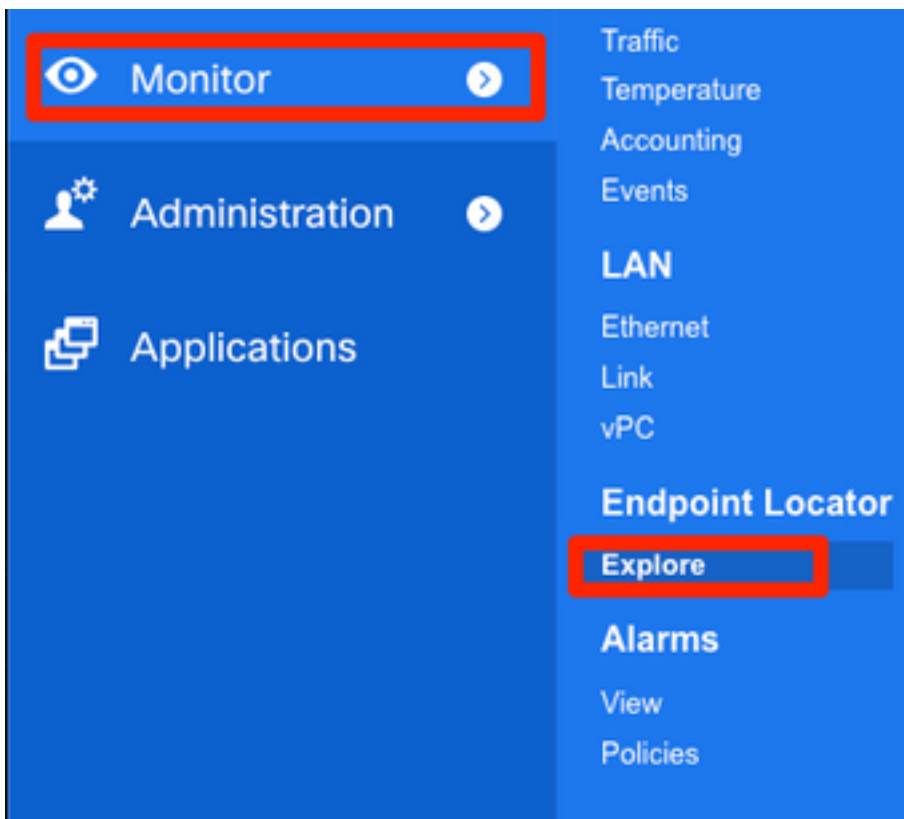 Monitor
Administration
Applications
Traffic
Temperature
Accounting
Events
LAN
Ethernet
Link
vPC
Endpoint Locator
Explore
Alarms
View
Policies